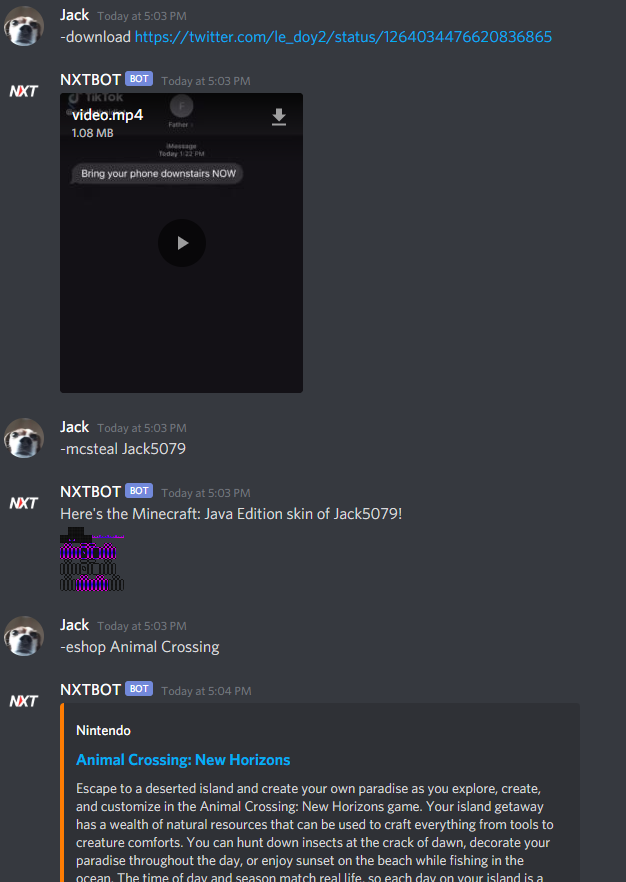 Jack Today at 5:03 PM
-download https://twitter.com/le_doy2/status/1264034476620836865
NXT
NXTBOT BOT Today at 5:03 PM
TikTok
F
video.mp4
1.08 MB
Father
iMessage
Today 1:22 PM
Bring your phone downstairs NOW
Jack Today at 5:03 PM
-mcsteal Jack5079
NXT
NXTBOT BOT Today at 5:03 PM
Here's the Minecraft: Java Edition skin of Jack5079!
Jack Today at 5:03 PM
-eshop Animal Crossing
NXT
NXTBOT BOT Today at 5:04 PM
Nintendo
Animal Crossing: New Horizons
Escape to a deserted island and create your own paradise as you explore, create,
and customize in the Animal Crossing: New Horizons game. Your island getaway
has a wealth of natural resources that can be used to craft everything from tools to
creature comforts. You can hunt down insects at the crack of dawn, decorate your
paradise throughout the day, or enjoy sunset on the beach while fishing in the
ocean. The time of day and season match real life, so each day on your island is a